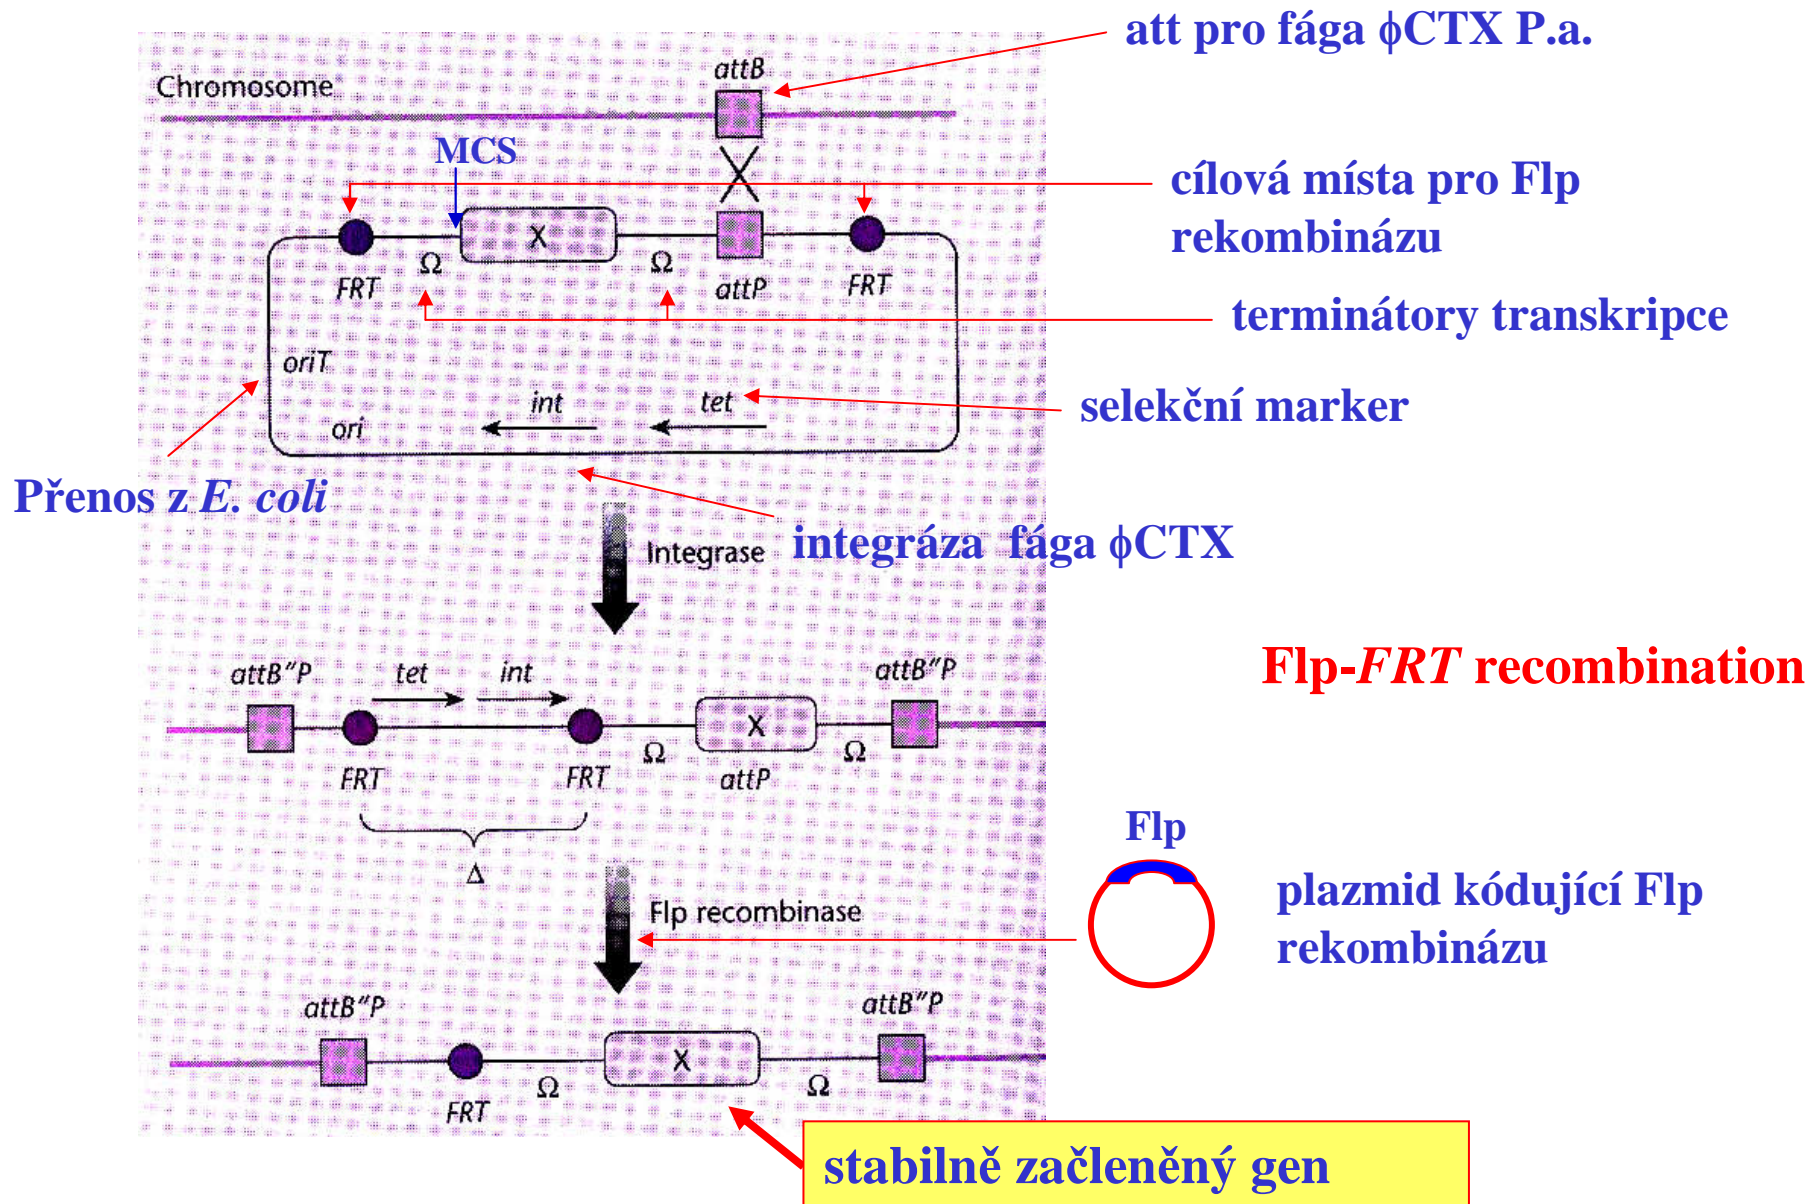 att pro fága ϕCTX P.a.
attB
Chromosome
MCS
cílová místa pro Flp
rekombinázu
X
Ω
Ω
FRT
attP
FRT
terminátory transkripce
oriT
int
tet
selekční marker
ori
Přenos z E. coli
Integrase
integráza fága ϕCTX
Flp-FRT recombination
attB″P
tet
int
attB″P
X
Ω
Ω
FRT
FRT
attP
Δ
Flp
Flp recombinase
plazmid kódující Flp
rekombinázu
attB″P
attB″P
X
Ω
Ω
FRT
stabilně začleněný gen